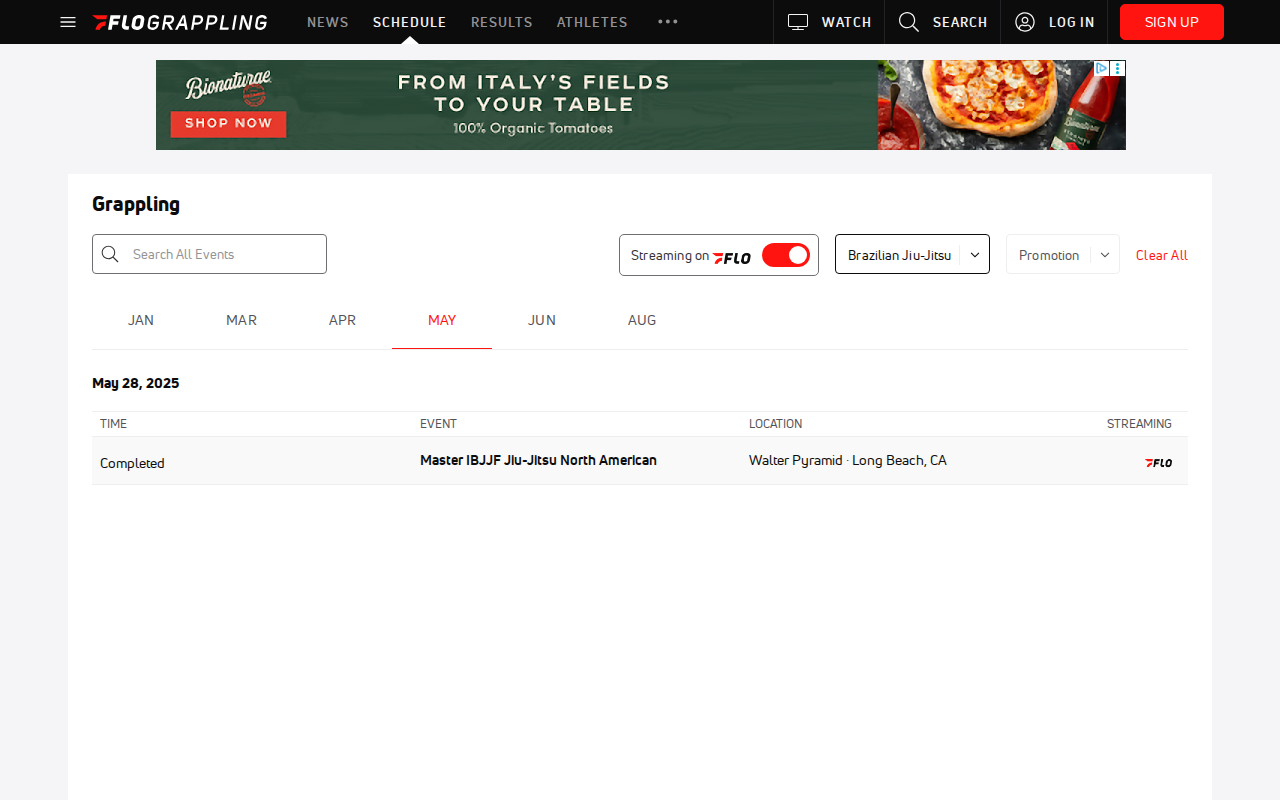 FLOGRAPPLING NEWS SCHEDULE RESULTS ATHLETES WATCH SEARCH LOG IN SIGN UP
Bionaturae
SHOP NOW
FROM ITALY'S FIELDS
TO YOUR TABLE
100% Organic Tomatoes
Bionaturae
Grappling
Search All Events Streaming on FLO Brazilian Jiu-Jitsu Promotion Clear All
JAN MAR APR MAY JUN AUG
May 28, 2025
TIME EVENT LOCATION STREAMING
Completed Master IBJJF Jiu-Jitsu North American Walter Pyramid · Long Beach, CA FLO